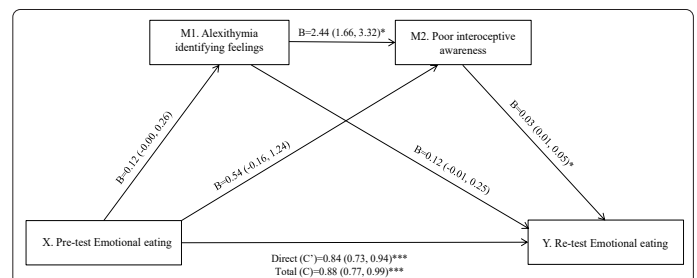 M1. Alexithymia
identifying feelings
B=2.44 (1.66, 3.32)*
M2. Poor interoceptive
awareness
B=0.12 (-0.00, 0.26)
B=0.54 (-0.16, 1.24)
B=0.12 (-0.01, 0.25)
B=0.03 (0.01, 0.05)*
X. Pre-test Emotional eating
Y. Re-test Emotional eating
Direct (C’)=0.84 (0.73, 0.94)***
Total (C)=0.88 (0.77, 0.99)***